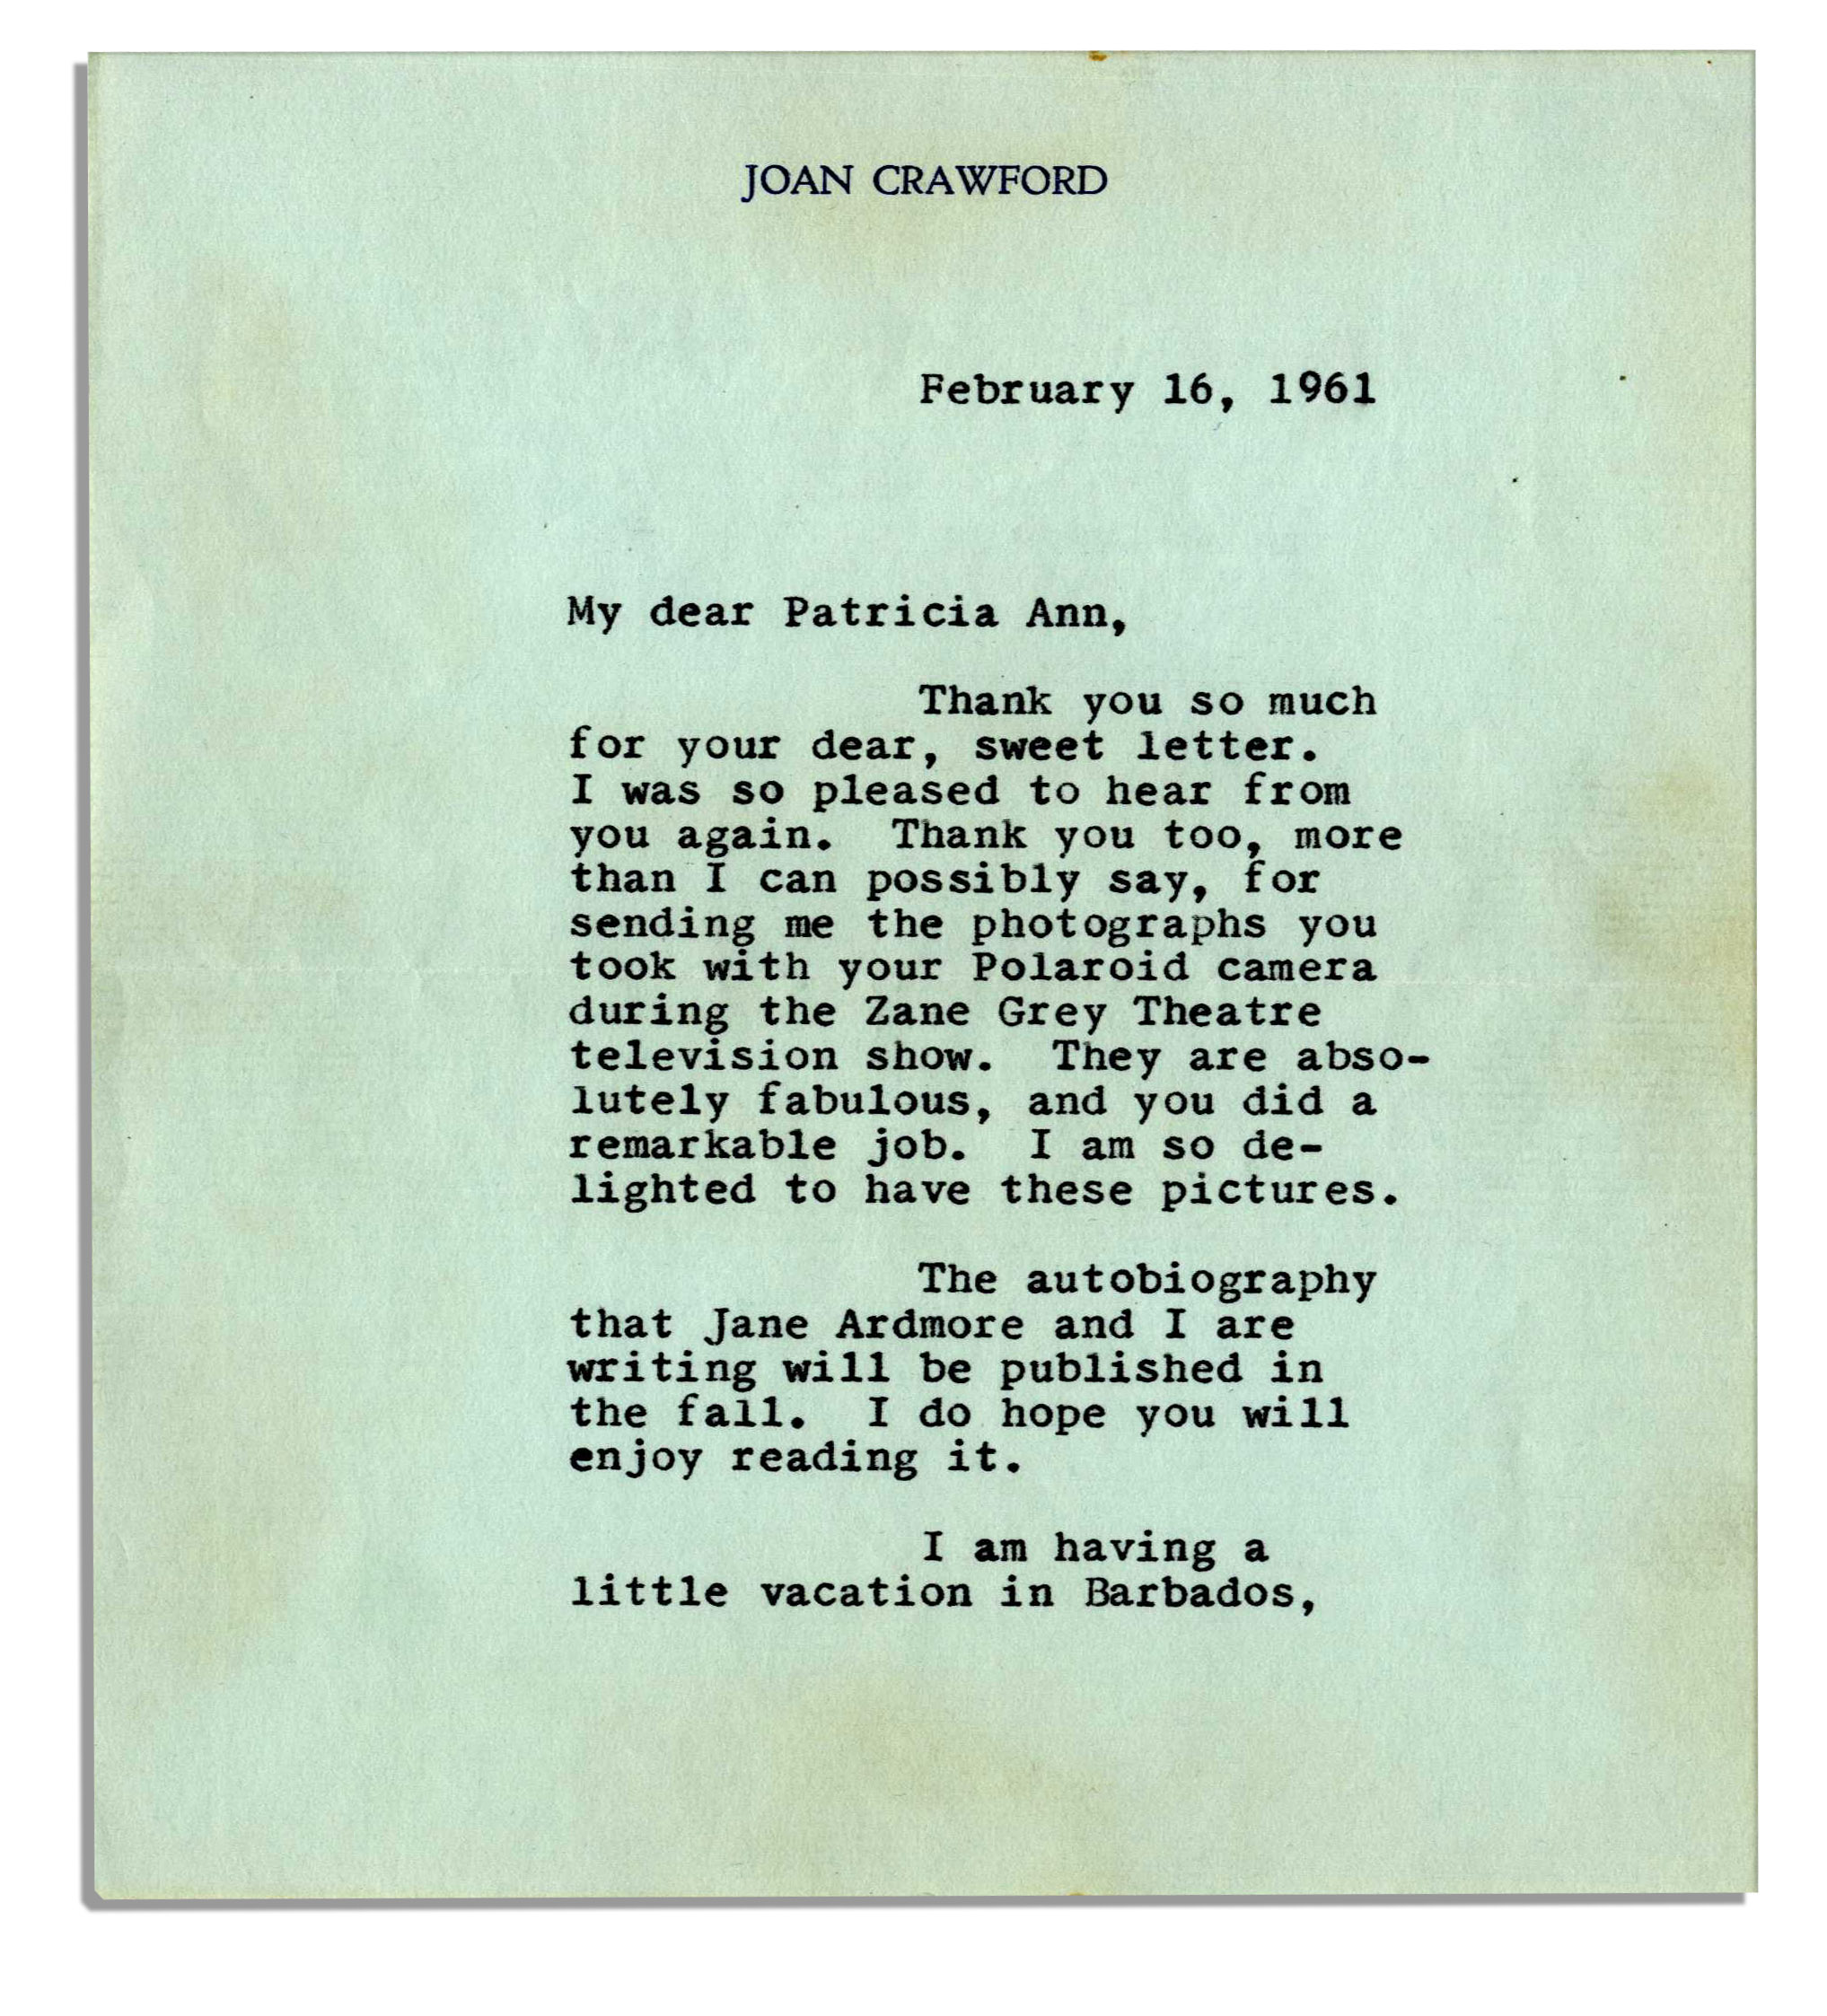 JOAN CRAWFORD
February 16, 1961
My dear Patricia Ann,
Thank you so much
for your dear, sweet letter.
I was so pleased to hear from
you again.  Thank you too, more
than I can possibly say, for
sending me the photographs you
took with your Polaroid camera
during the Zane Grey Theatre
television show.  They are abso-
lutely fabulous, and you did a
remarkable job.  I am so de-
lighted to have these pictures.
The autobiography
that Jane Ardmore and I are
writing will be published in
the fall.  I do hope you will
enjoy reading it.
I am having a
little vacation in Barbados,